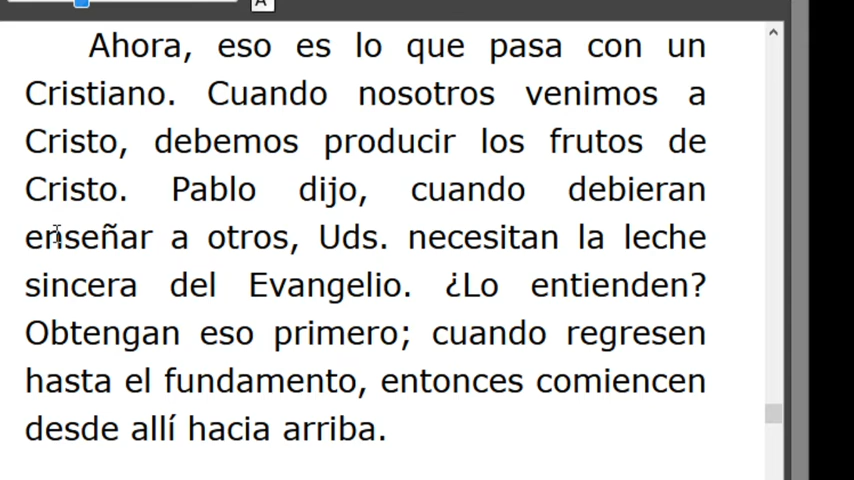 A
Ahora, eso es lo que pasa con un
Cristiano. Cuando nosotros venimos a
Cristo, debemos producir los frutos de
Cristo. Pablo dijo, cuando debieran
enseñar a otros, Uds. necesitan la leche
sincera del Evangelio. ¿Lo entienden?
Obtengan eso primero; cuando regresen
hasta el fundamento, entonces comiencen
desde allí hacia arriba.